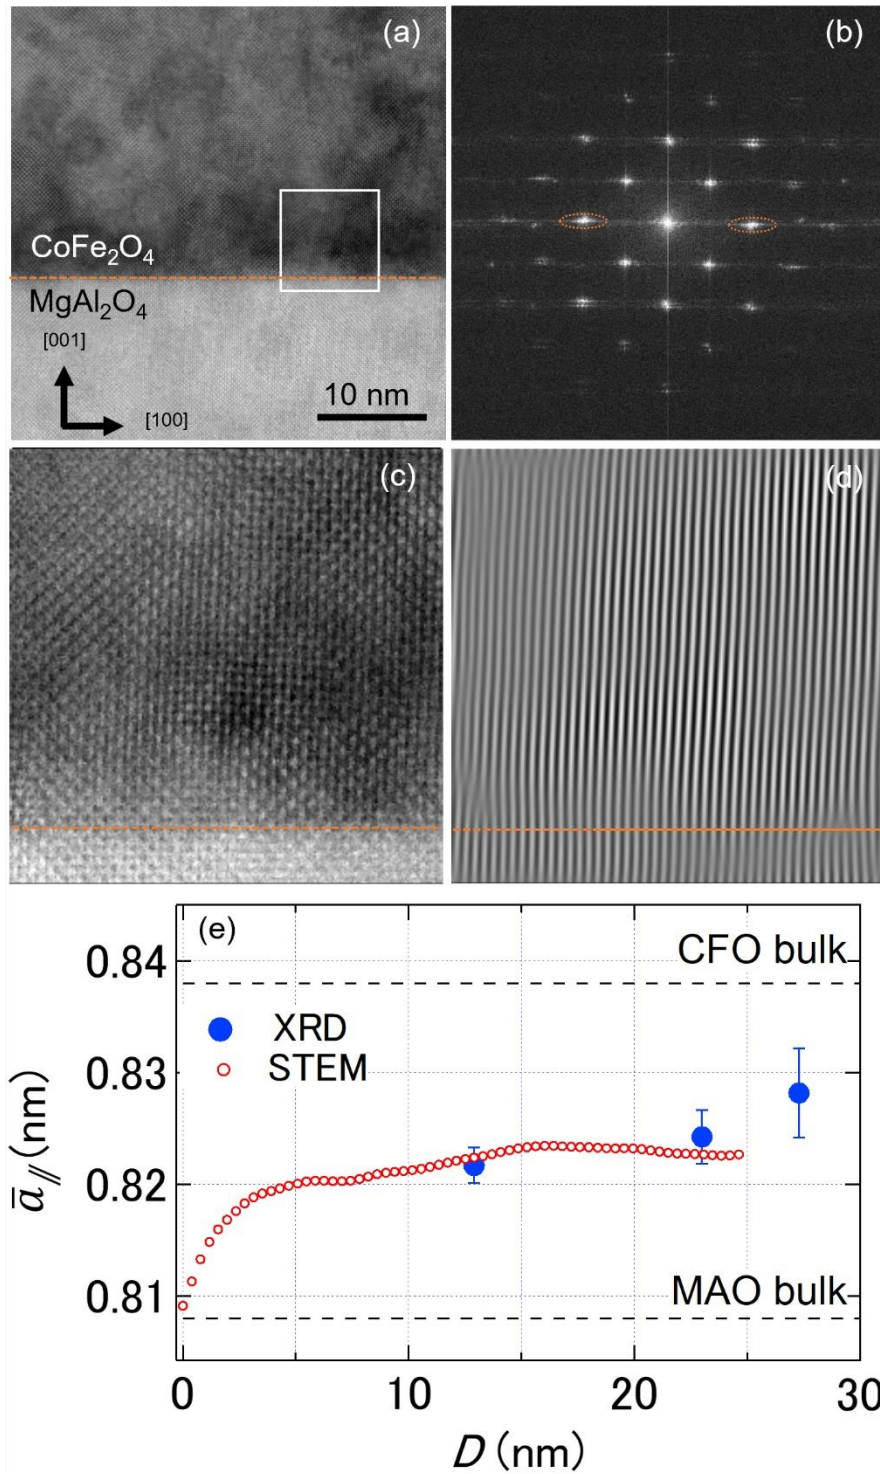 (a)
(b)
CoFe₂O₄
MgAl₂O₄
[001]
[100]
10 nm
(c)
(d)
(e)
CFO bulk
XRD
STEM
MAO bulk
0.84
0.83
0.82
0.81
ā∥ (nm)
0
10
20
30
D (nm)